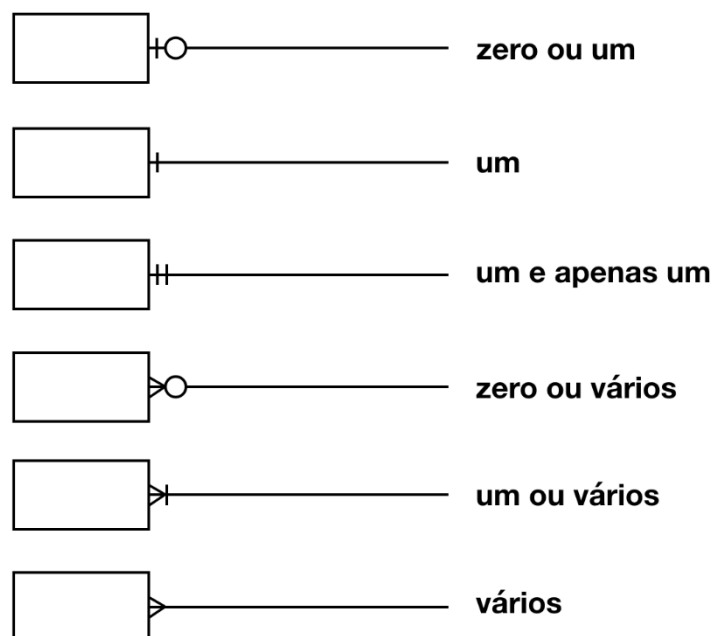 zero ou um
um
um e apenas um
zero ou vários
um ou vários
vários